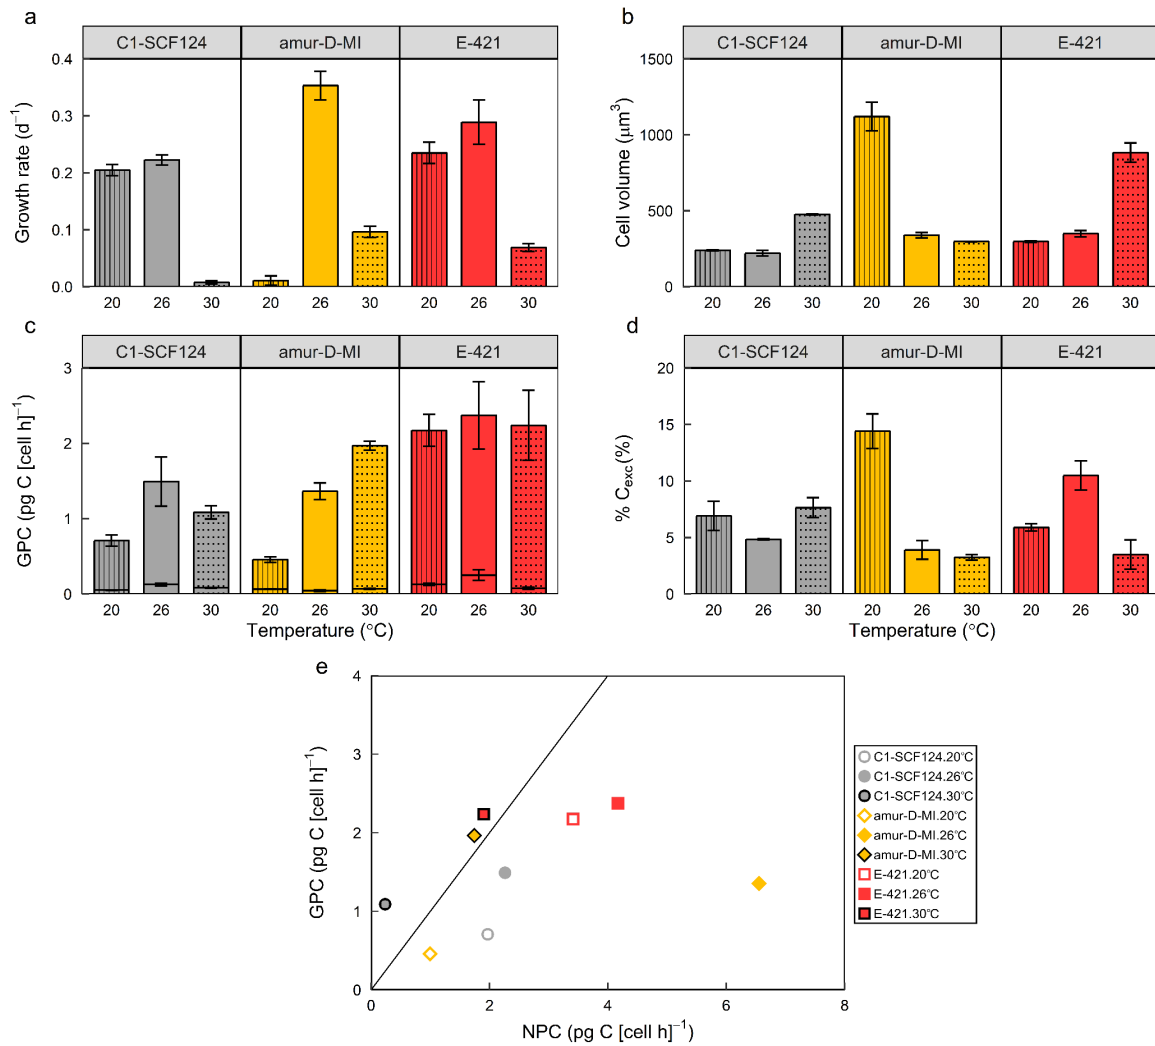 a
C1-SCF124 amur-D-MI E-421
Growth rate (d⁻¹)
0.4
0.3
0.2
0.1
0.0
20 26 30 20 26 30 20 26 30
b
C1-SCF124 amur-D-MI E-421
Cell volume (μm³)
1500
1000
500
0
20 26 30 20 26 30 20 26 30
c
C1-SCF124 amur-D-MI E-421
GPC (pg C [cell h]⁻¹)
3
2
1
0
20 26 30 20 26 30 20 26 30
Temperature (°C)
d
C1-SCF124 amur-D-MI E-421
% Cexc(%)
20
15
10
5
0
20 26 30 20 26 30 20 26 30
Temperature (°C)
e
GPC (pg C [cell h]⁻¹)
4
3
2
1
0
0 2 4 6 8
NPC (pg C [cell h]⁻¹)
C1-SCF124.20℃
C1-SCF124.26℃
C1-SCF124.30℃
amur-D-MI.20℃
amur-D-MI.26℃
amur-D-MI.30℃
E-421.20℃
E-421.26℃
E-421.30℃